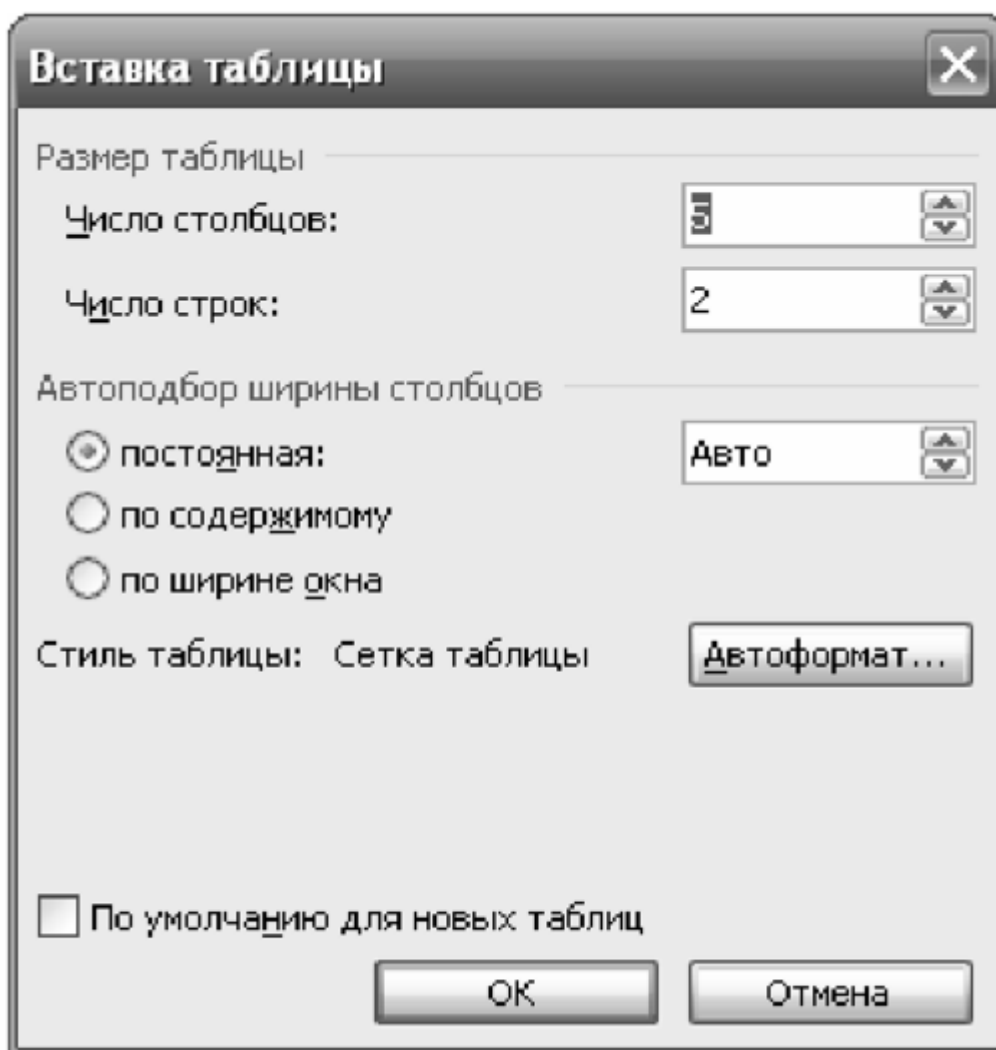 Вставка таблицы
Размер таблицы
Число столбцов: 5
Число строк: 2
Автоподбор ширины столбцов
постоянная: Авто
по содержимому
по ширине окна
Стиль таблицы: Сетка таблицы Автоформат...
По умолчанию для новых таблиц
ОК Отмена